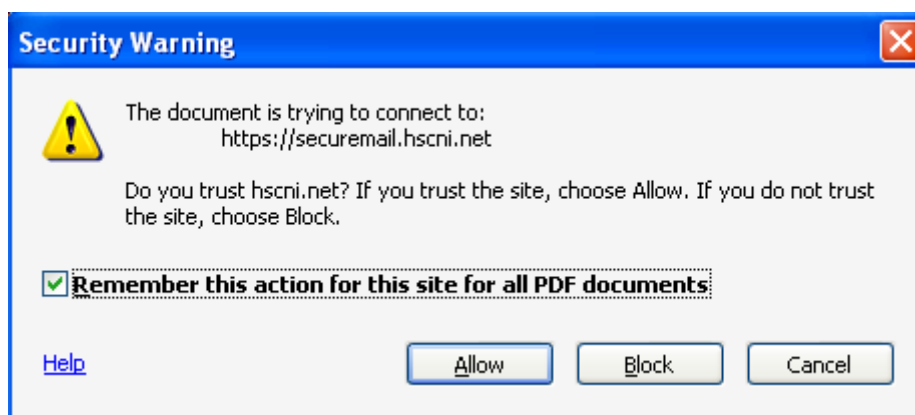 Security Warning
The document is trying to connect to:
https://securemail.hscni.net
Do you trust hscni.net? If you trust the site, choose Allow. If you do not trust
the site, choose Block.
Remember this action for this site for all PDF documents
Help
Allow
Block
Cancel